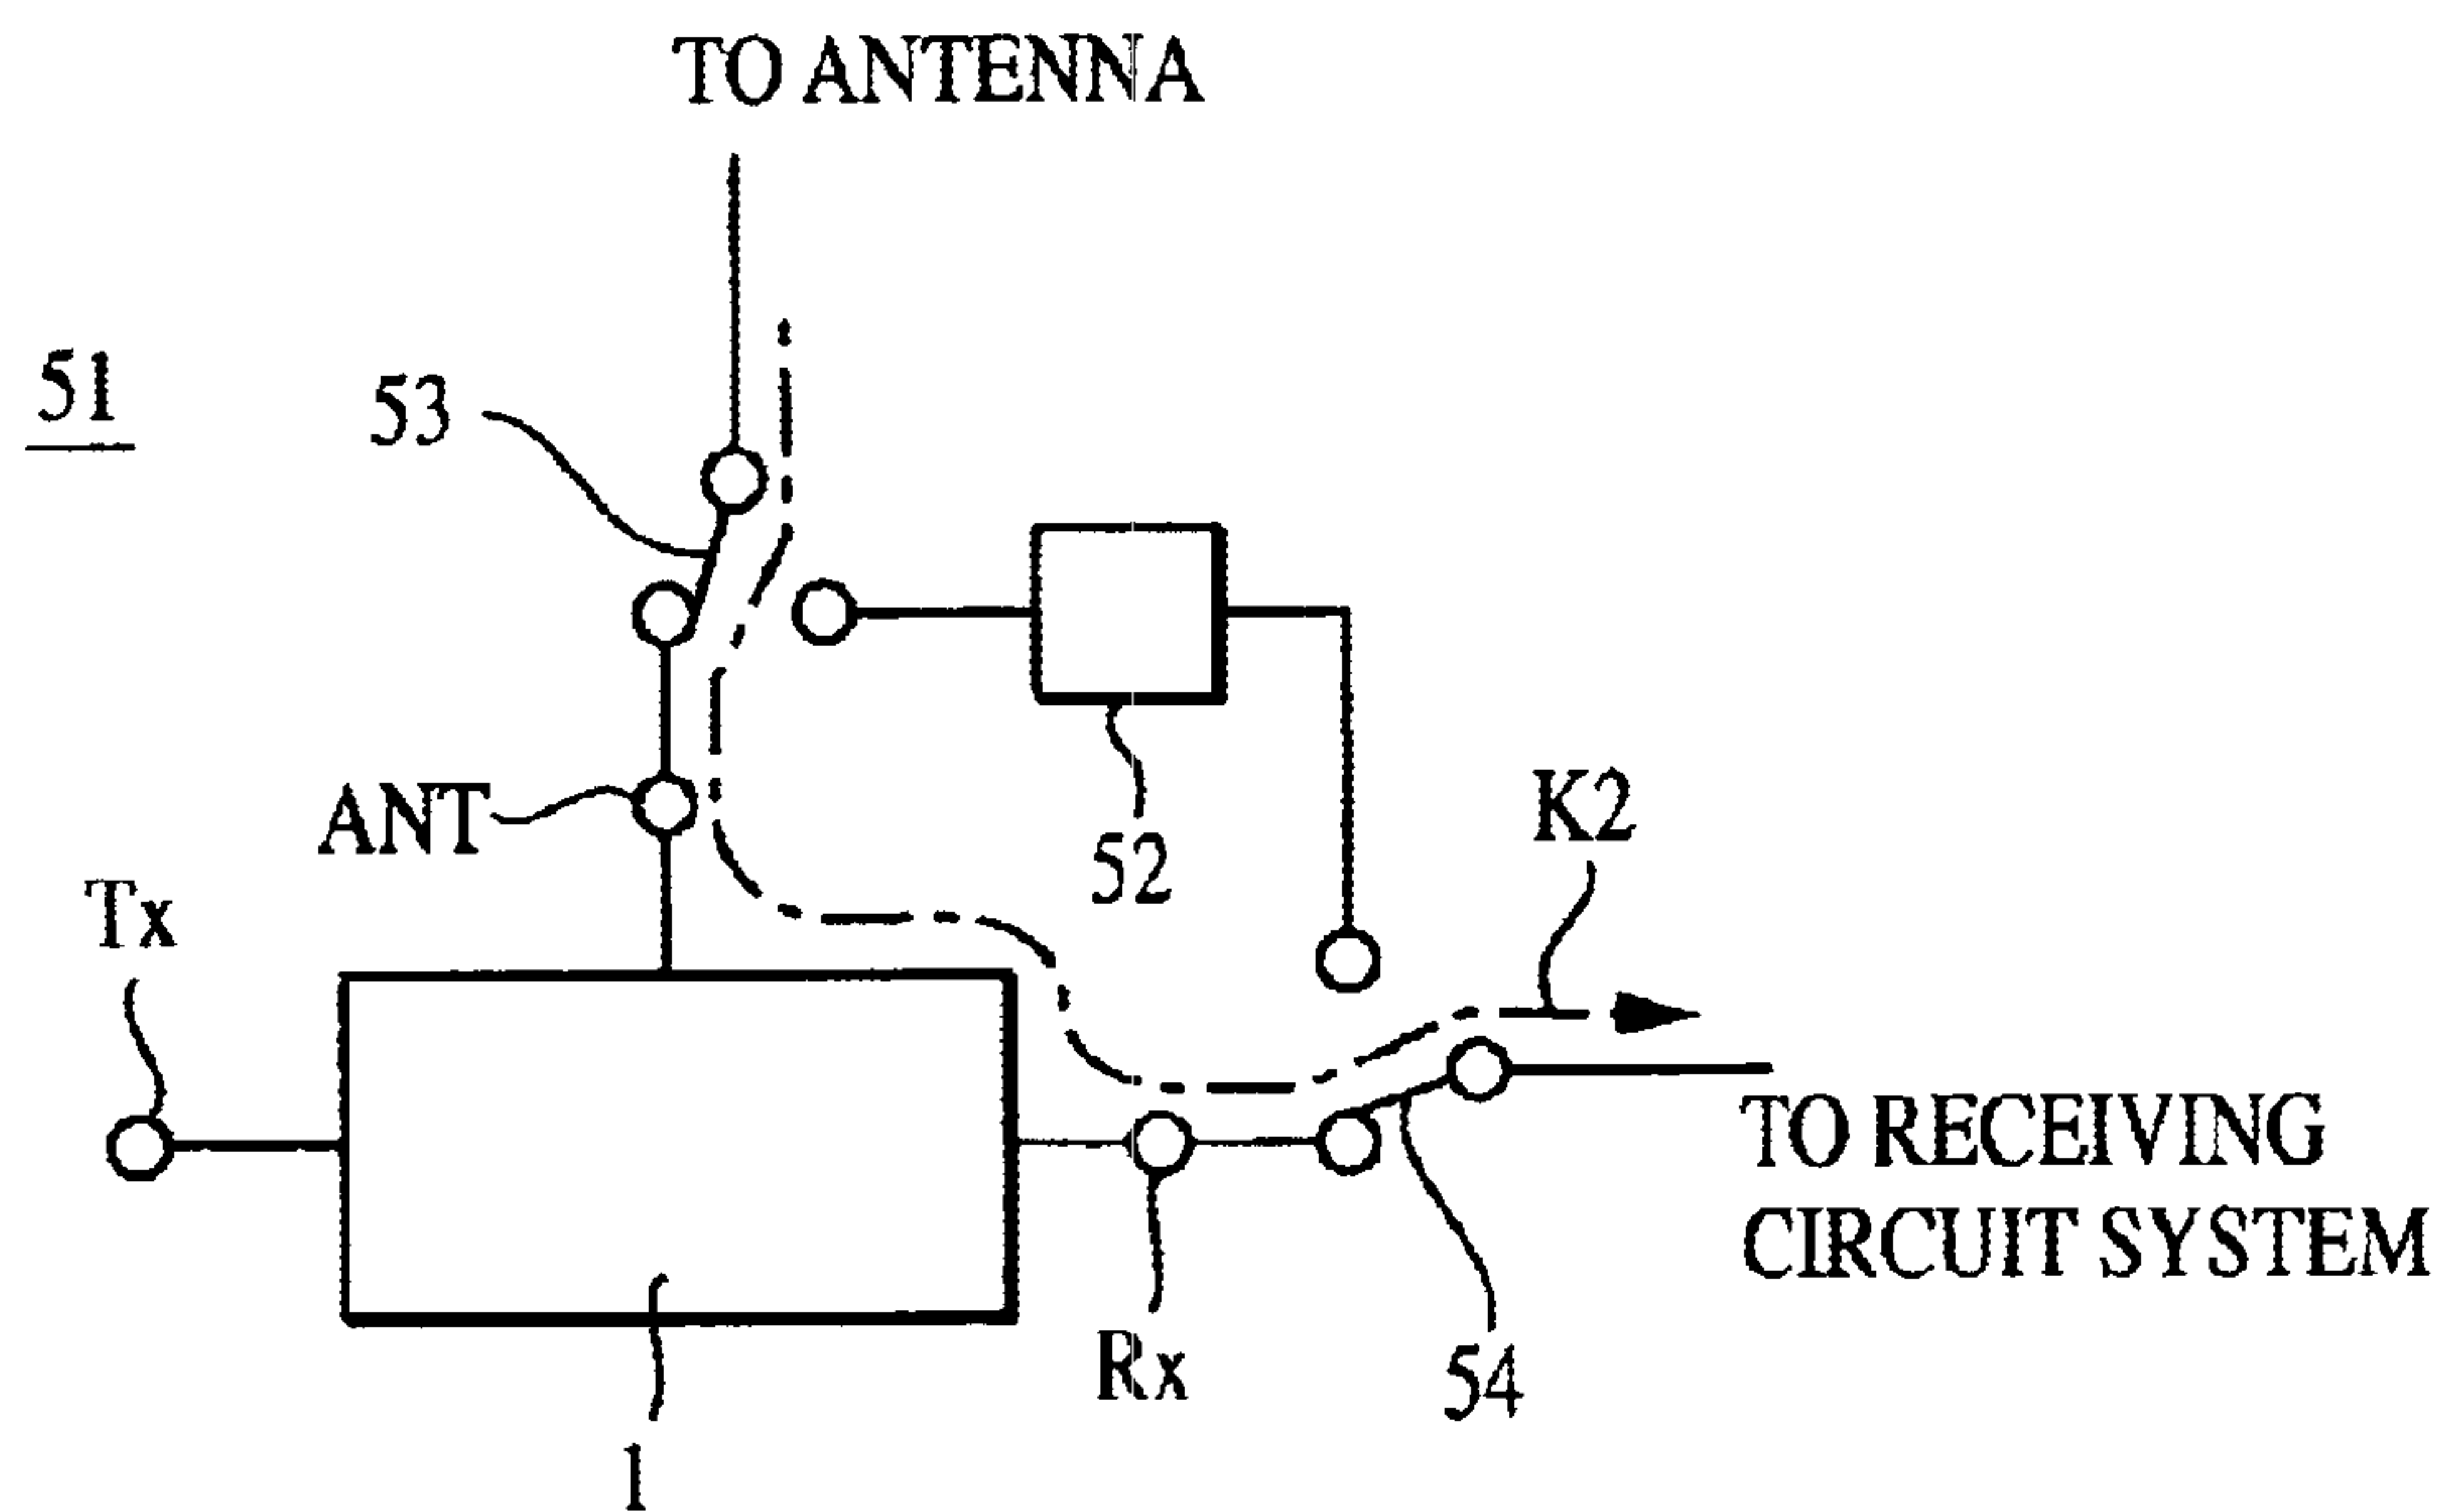 TO ANTENNA
51
53
ANT
52
K2
Tx
TO RECEIVING
CIRCUIT SYSTEM
Rx
54
1